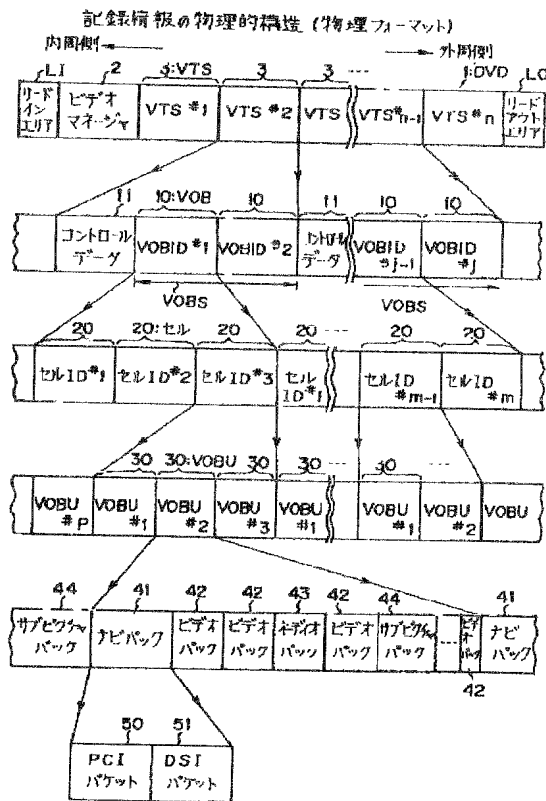 記録情報の物理的構造(物理フォーマット)
内周側 外周側
LI 2 3:VTS 3 3 --- 1:DVD LO
リードインエリア ビデオマネージャ VTS #1 VTS #2 VTS VTS#n-1 VTS#n リードアウトエリア
11 10:VOB 10 11 10 10
コントロールデータ VOBID #1 VOBID #2 コントロールデータ VOBID #j-1 VOBID #j
VOBS VOBS
20 20:セル 20 20 --- 20 20
セルID#1 セルID#2 セルID#3 セルID#1 セルID #m-1 セルID #m
30 30:VOBU 30 30 --- 30 ---
VOBU #P VOBU #1 VOBU #2 VOBU #3 VOBU #1 VOBU #1 VOBU #2 VOBU
44 41 42 42 43 42 44 41
サブピクチャパック ナビパック ビデオパック ビデオパック オーディオパック ビデオパック サブピクチャパック ---- ビデオパック ナビパック
42
50 51
PCIパケット DSIパケット